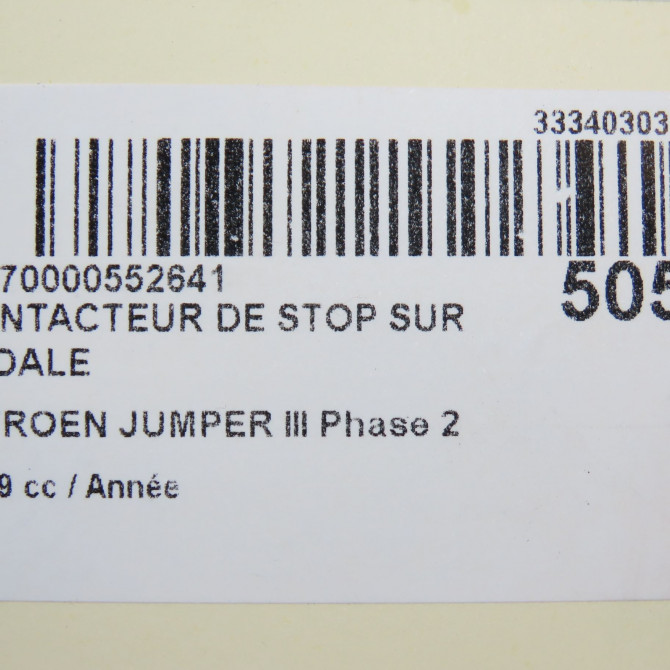 33340303
70000552641
505
NTACTEUR DE STOP SUR
DALE
ROEN JUMPER III Phase 2
9 cc / Année